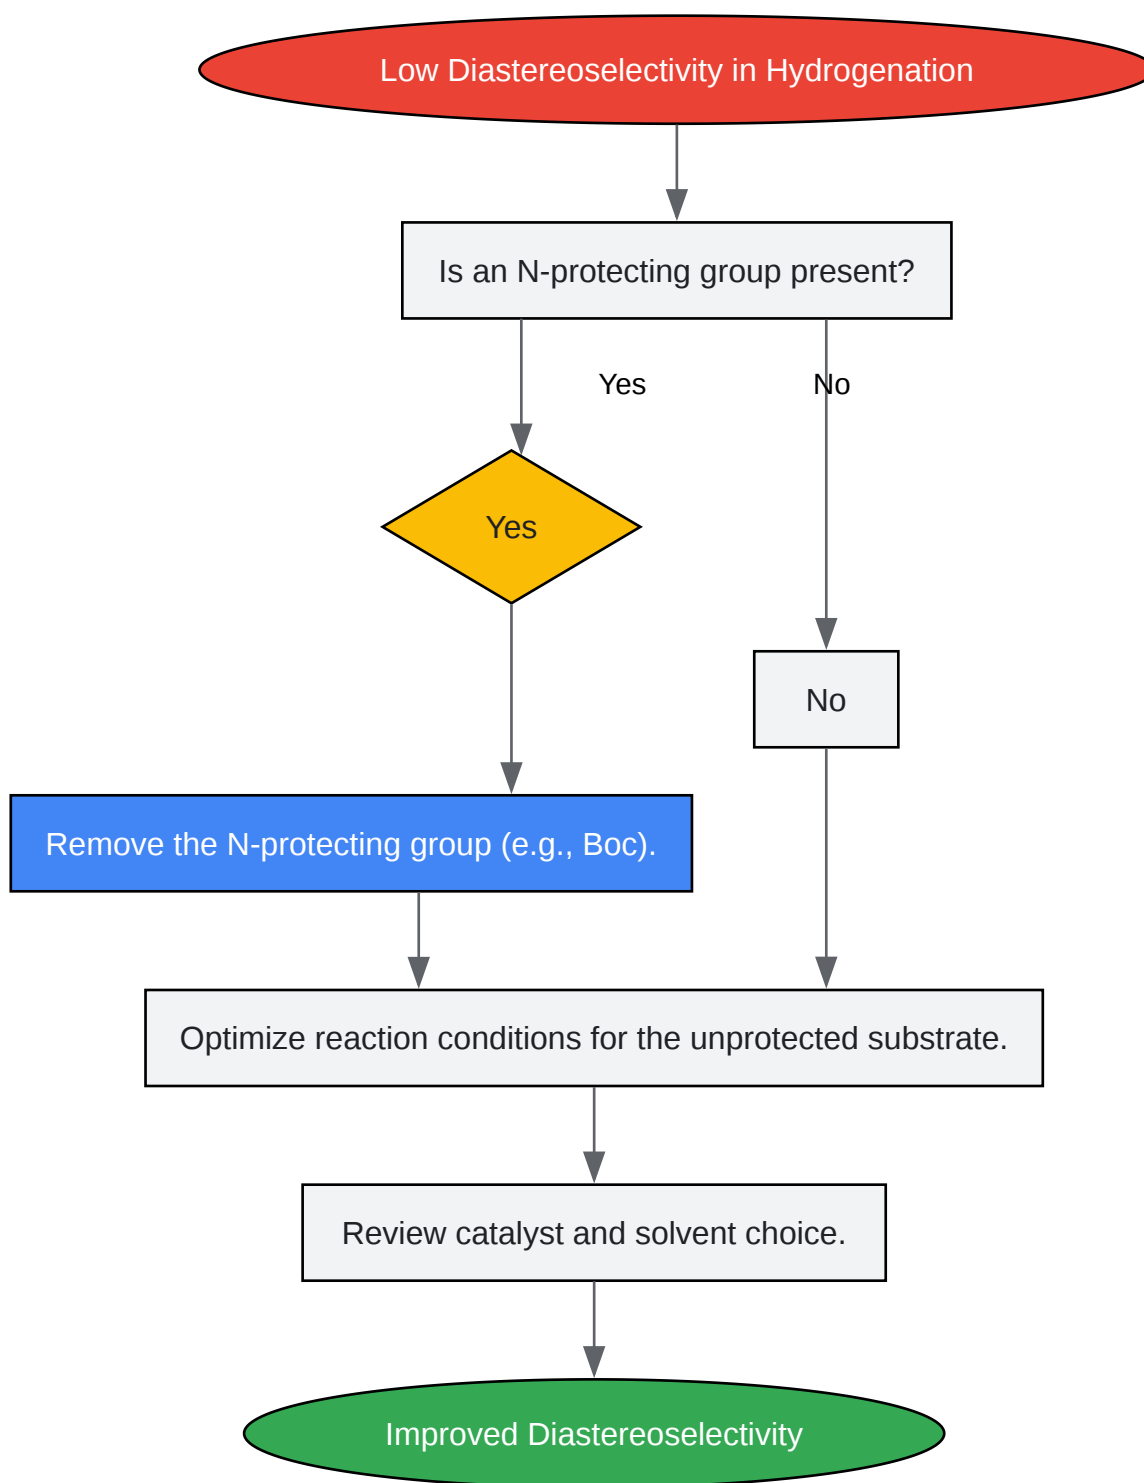 Low Diastereoselectivity in Hydrogenation
Is an N-protecting group present?
Yes
No
Yes
No
Remove the N-protecting group (e.g., Boc).
Optimize reaction conditions for the unprotected substrate.
Review catalyst and solvent choice.
Improved Diastereoselectivity